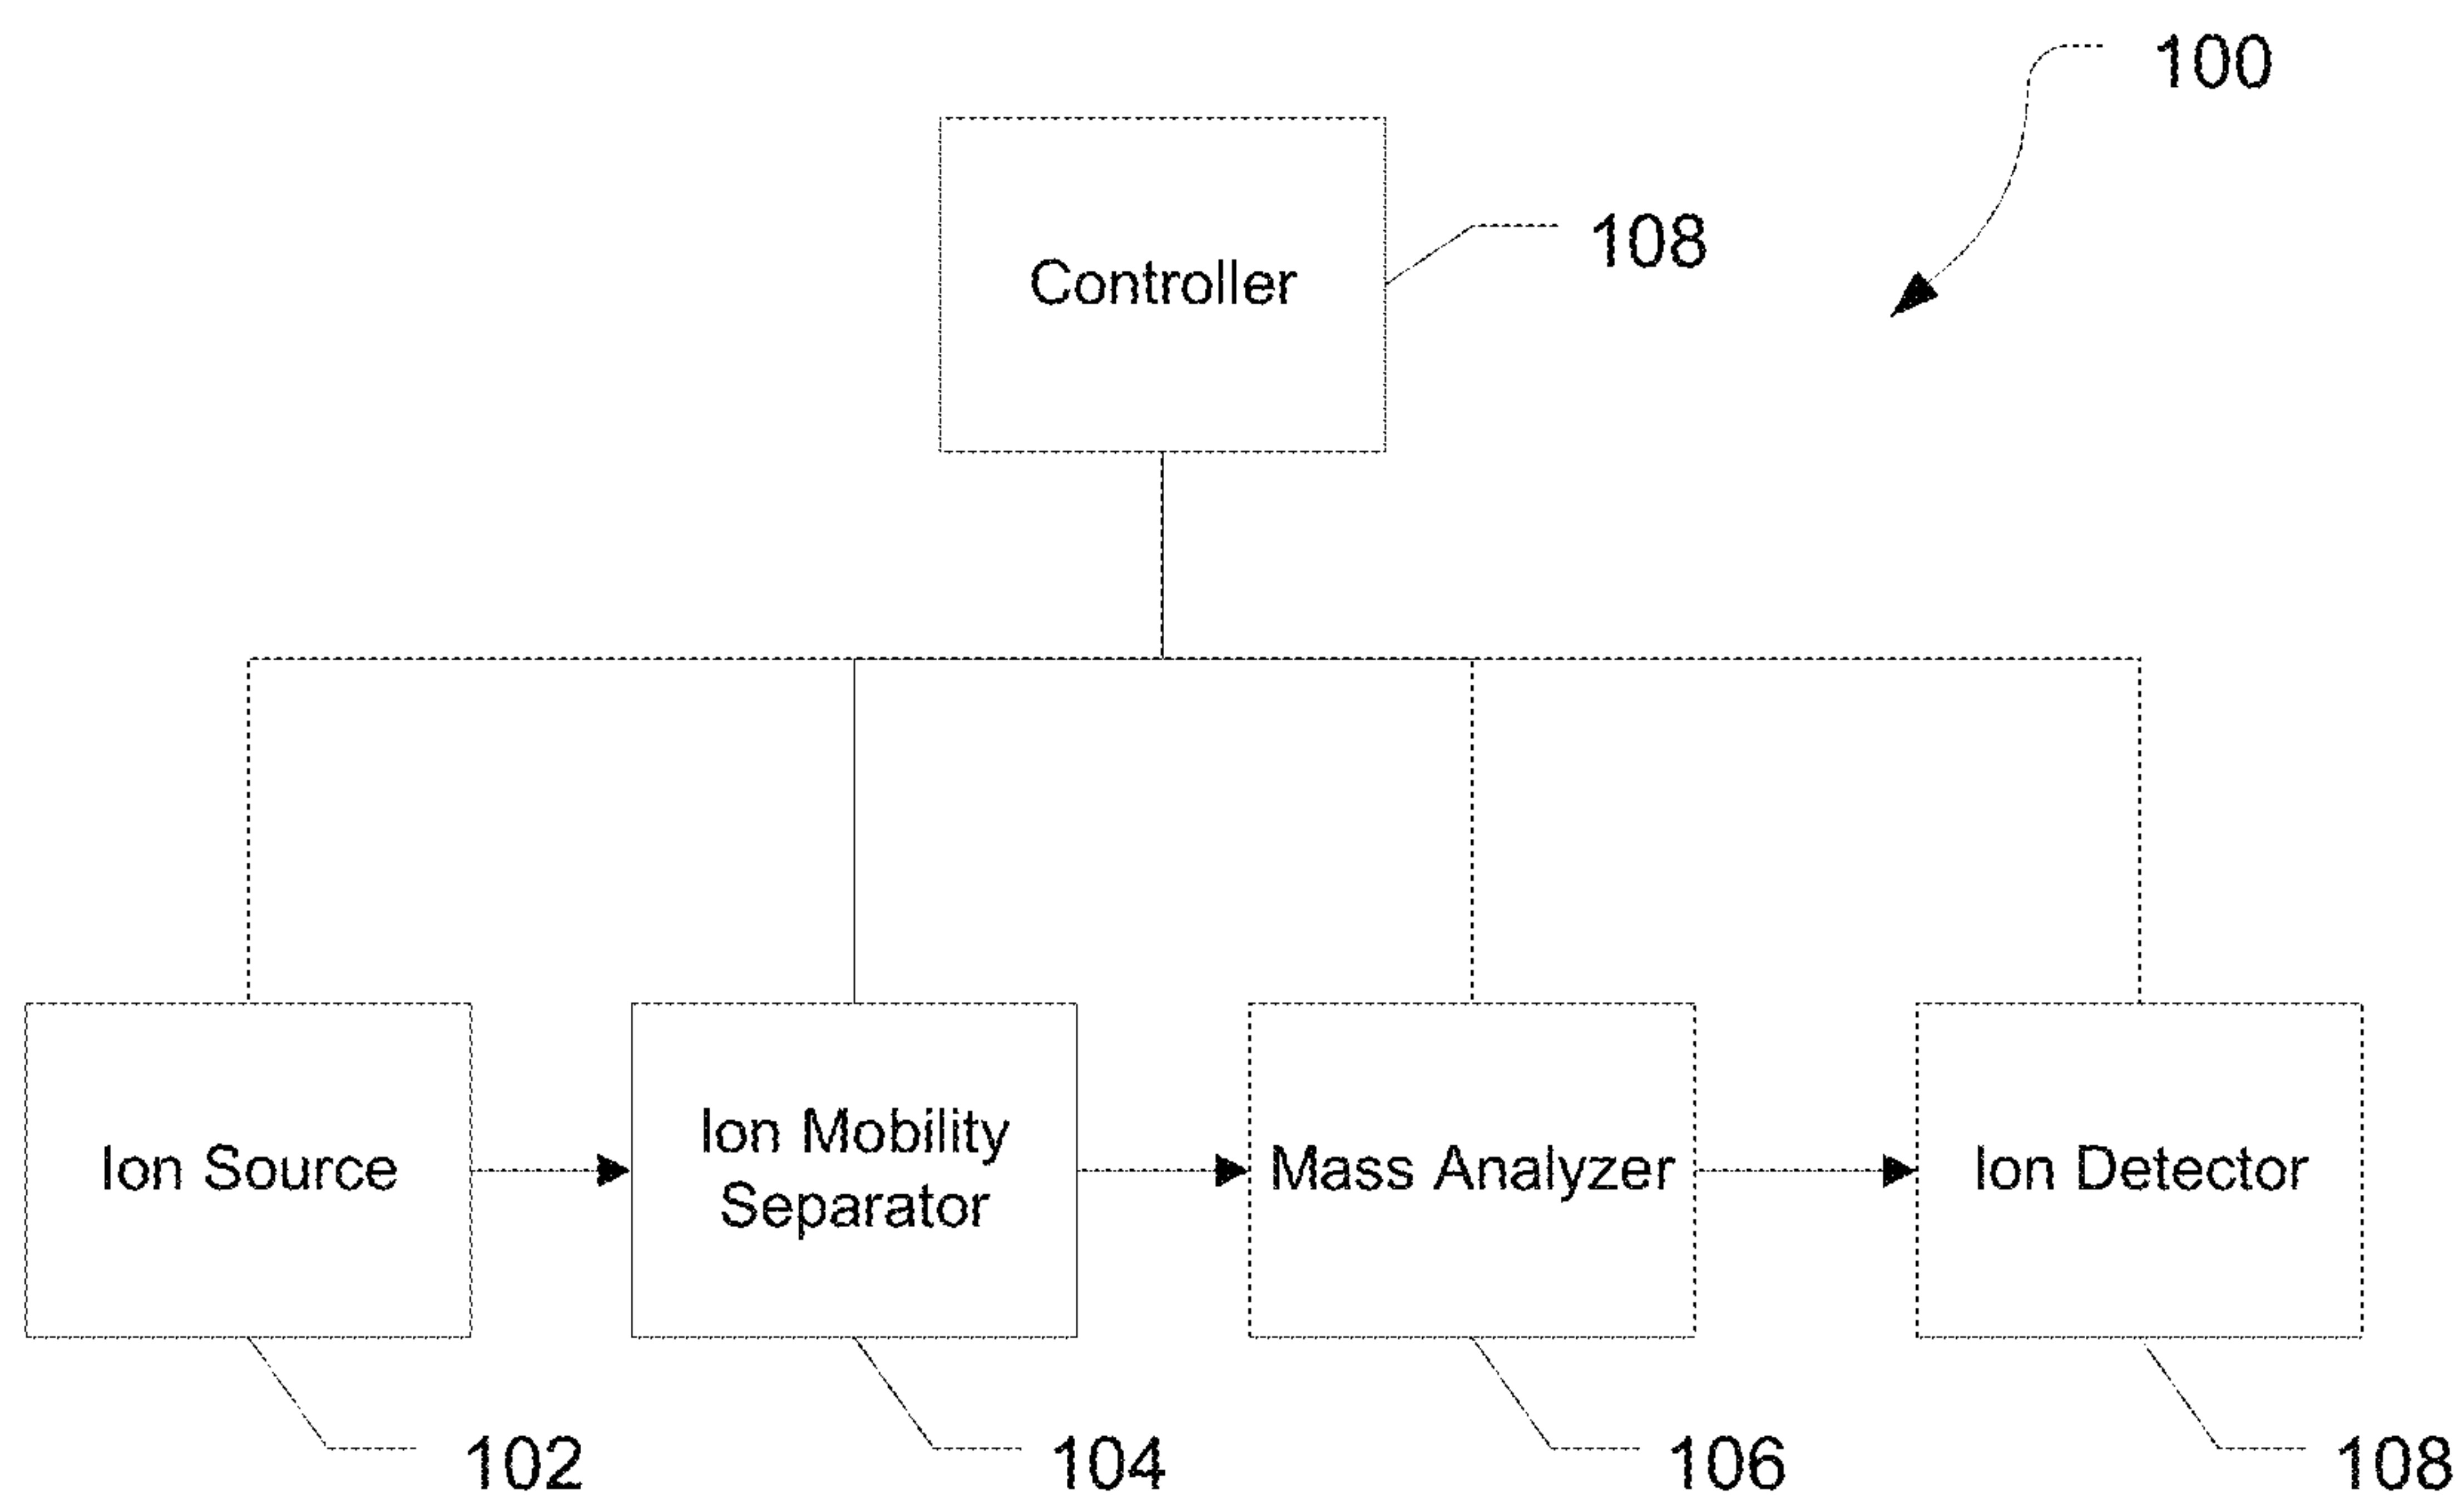 100
Controller
108
Ion Source
Ion Mobility
Separator
Mass Analyzer
Ion Detector
102
104
106
108